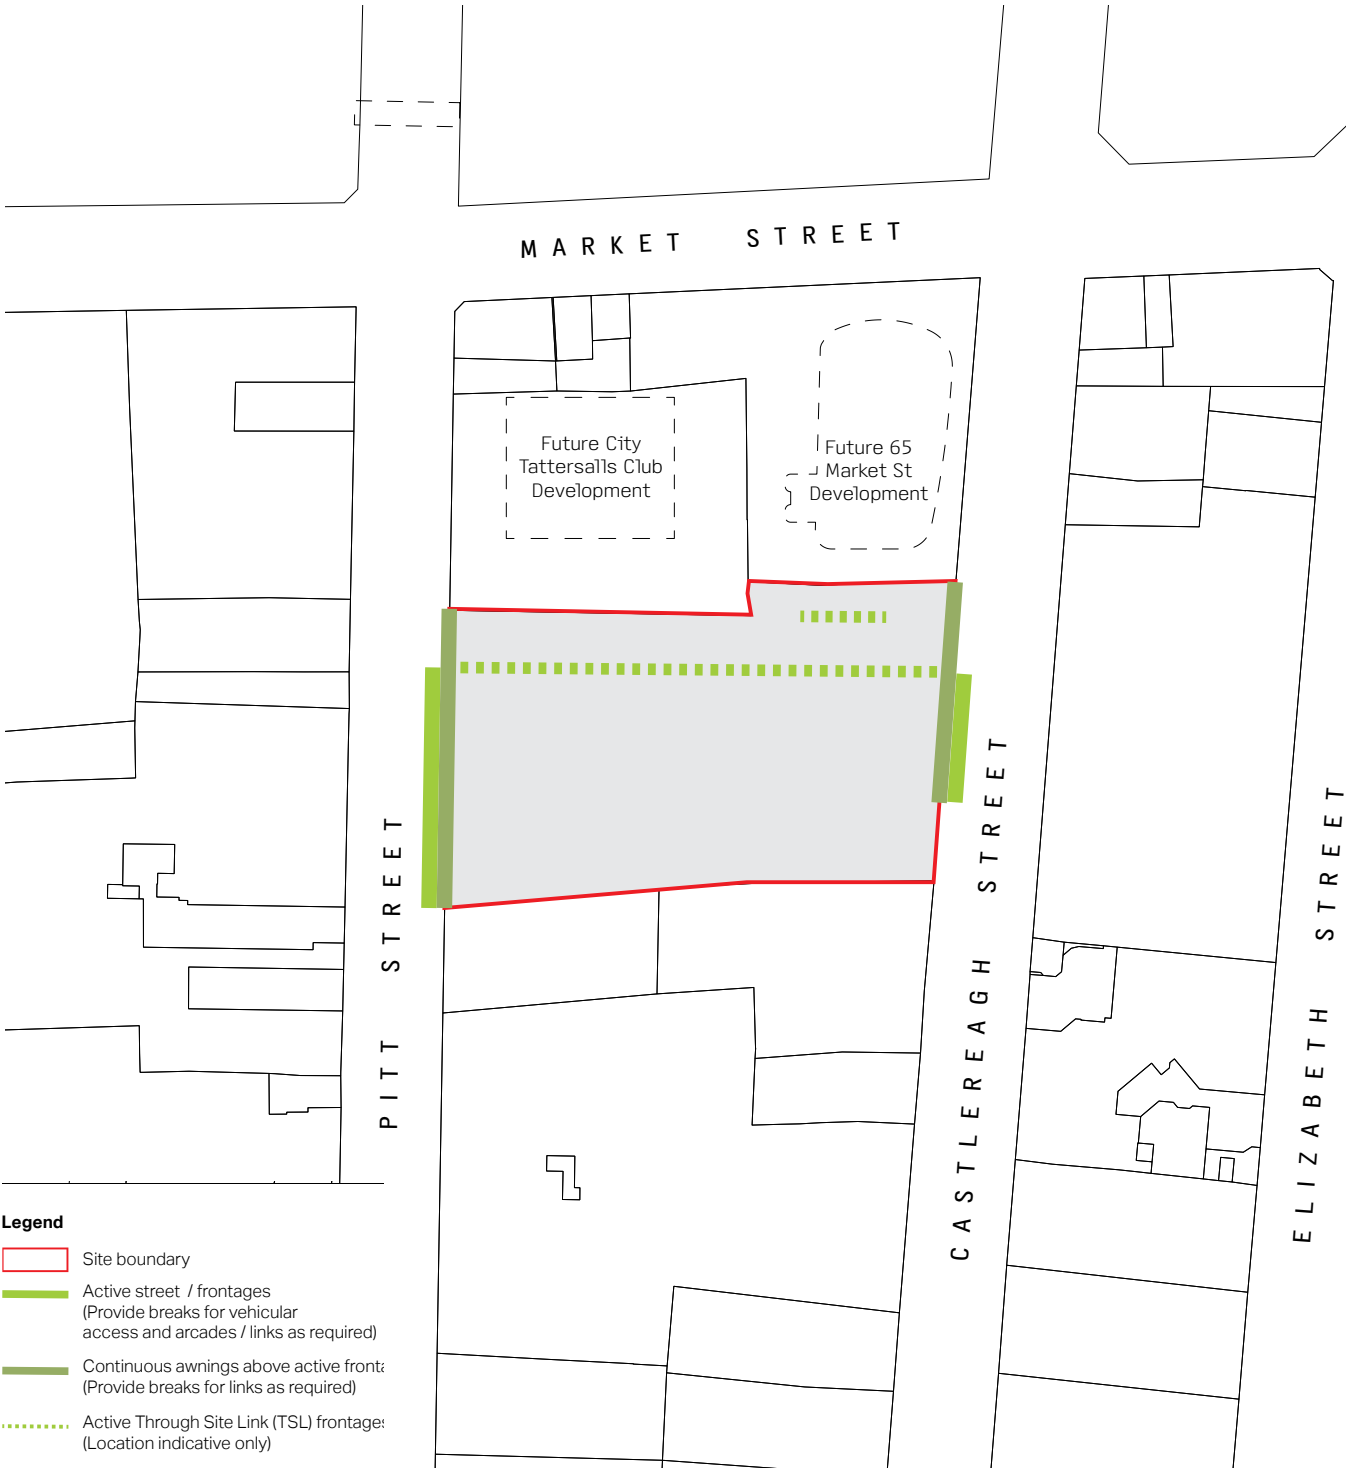 MARKET STREET
Future City
Tattersalls Club
Development
Future 65
Market St
Development
PITT STREET
CASTLEREAGH STREET
ELIZABETH STREET
Legend
Site boundary
Active street / frontages
(Provide breaks for vehicular
access and arcades / links as required)
Continuous awnings above active fronta
(Provide breaks for links as required)
Active Through Site Link (TSL) frontages
(Location indicative only)